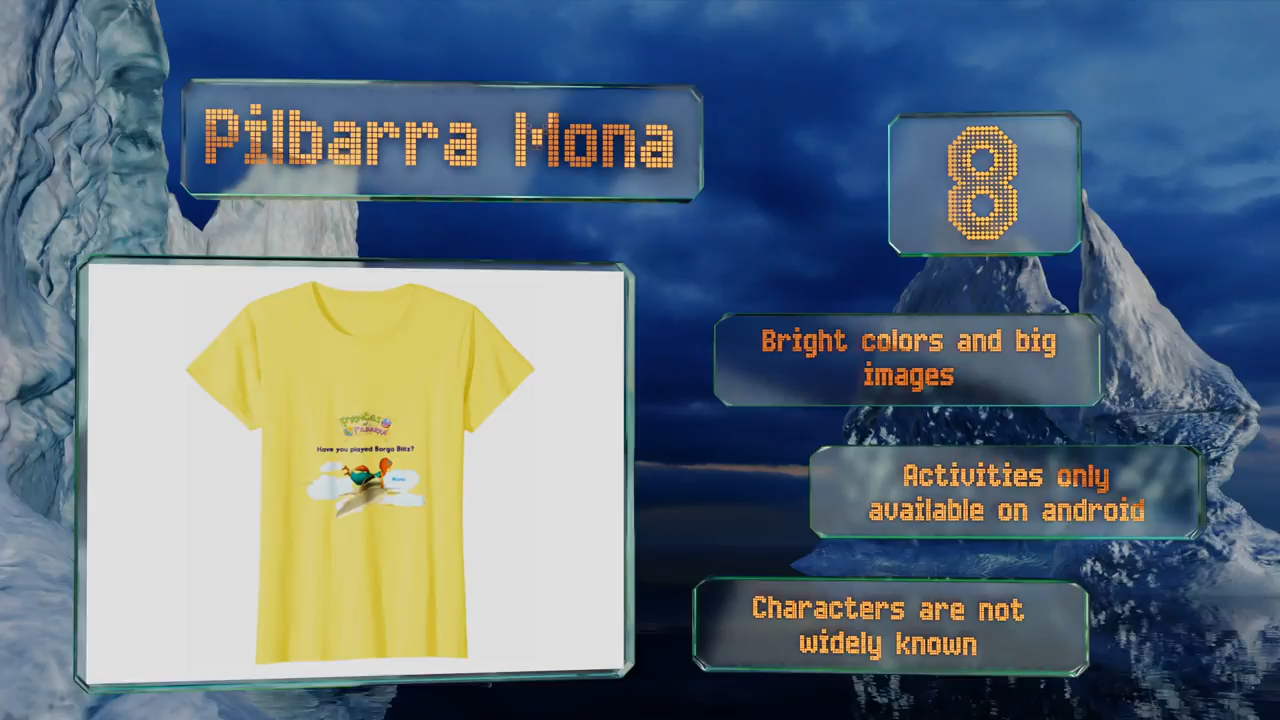 Pilbarra Mona
8
Bright colors and big
images
Activities only
available on android
Characters are not
widely known
Have you played Borgo Blitz?
Mona